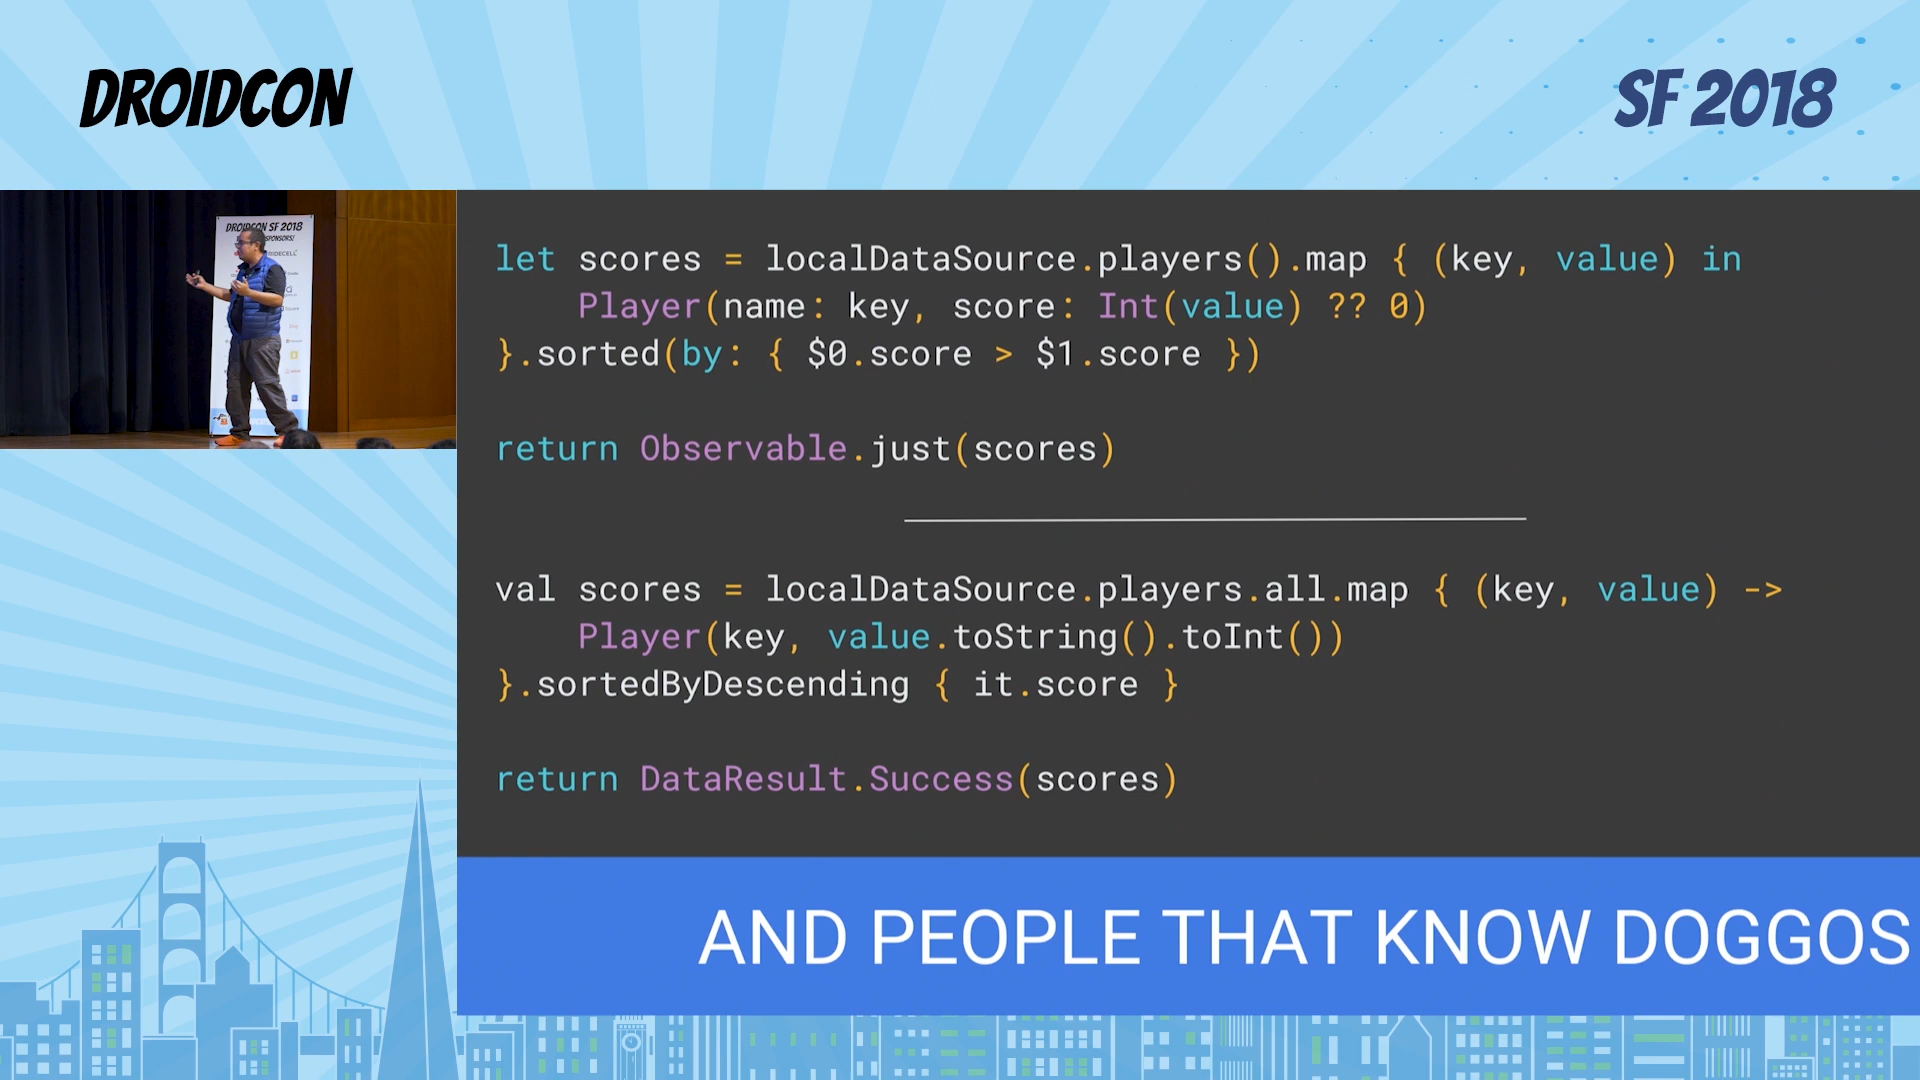 DROIDCON
SF 2018
DROIDCON SF 2018
let scores = localDataSource.players().map { (key, value) in
    Player(name: key, score: Int(value) ?? 0)
}.sorted(by: { $0.score > $1.score })
return Observable.just(scores)
val scores = localDataSource.players.all.map { (key, value) ->
    Player(key, value.toString().toInt())
}.sortedByDescending { it.score }
return DataResult.Success(scores)
AND PEOPLE THAT KNOW DOGGOS